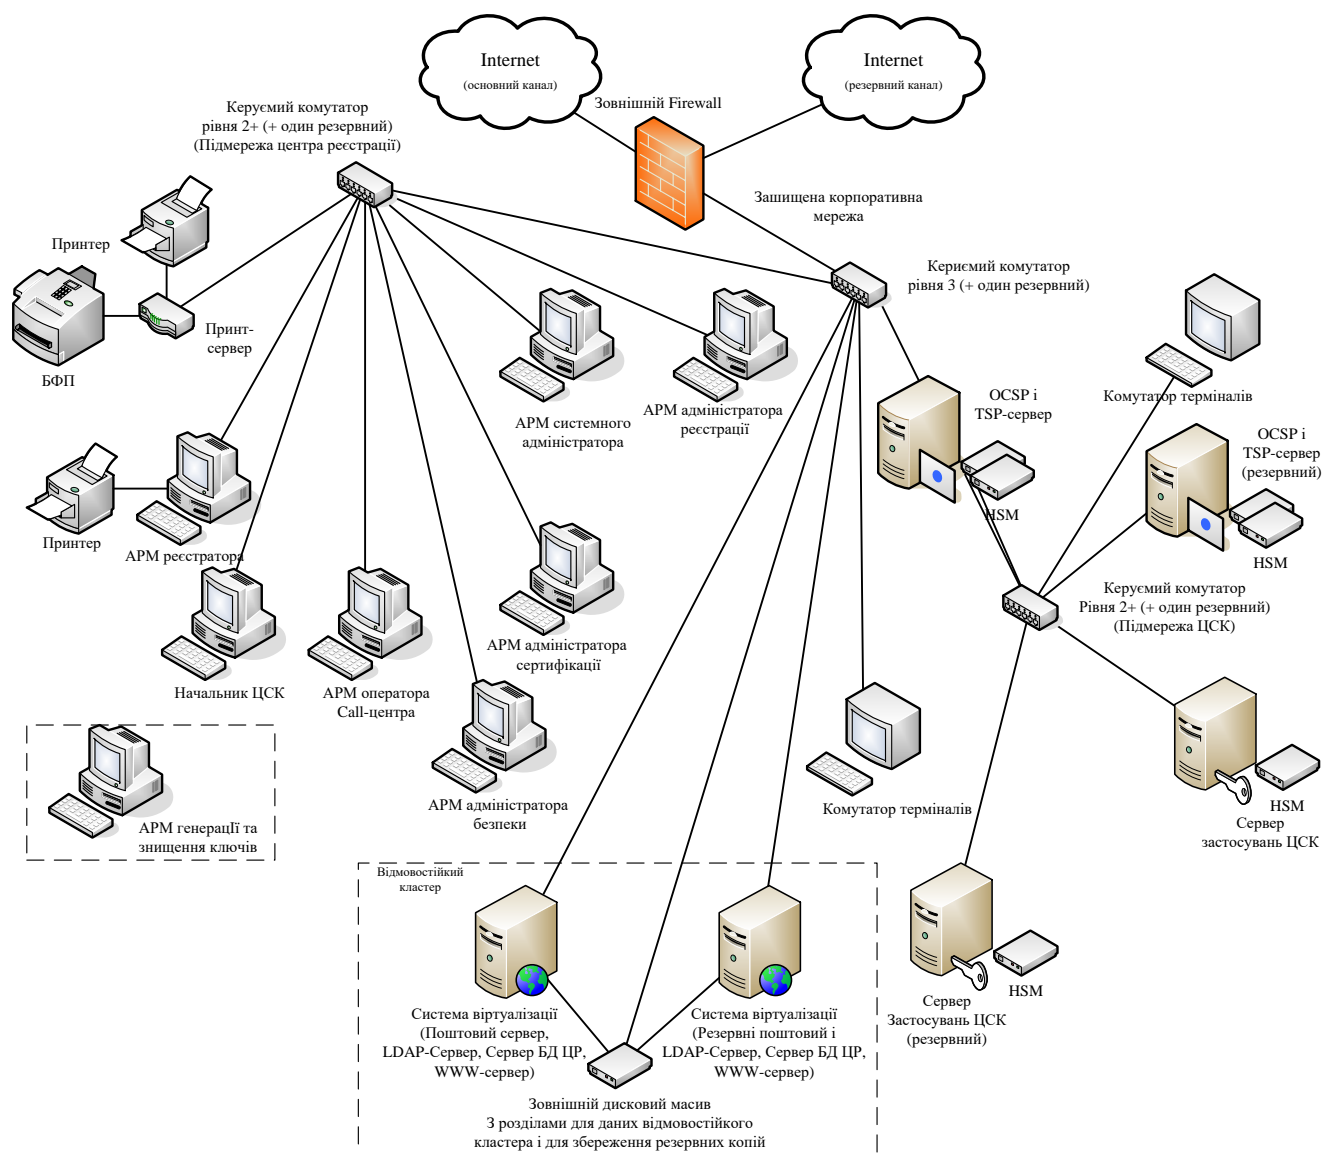 Internet
(основний канал)
Internet
(резервний канал)
Зовнішній Firewall
Керуємий комутатор
рівня 2+ (+ один резервний)
(Підмережа центра реєстрації)
Зашищена корпоративна
мережа
Принтер
Принт-
сервер
БФП
Кериємий комутатор
рівня 3 (+ один резервний)
АРМ системного
адміністратора
АРМ адміністратора
реєстрації
OCSP і
TSP-сервер
HSM
Комутатор терміналів
OCSP і
TSP-сервер
(резервний)
HSM
Принтер
АРМ реєстратора
Начальник ЦСК
АРМ оператора
Call-центра
АРМ адміністратора
сертифікації
АРМ адміністратора
безпеки
Керуємий комутатор
Рівня 2+ (+ один резервний)
(Підмережа ЦСК)
Комутатор терміналів
HSM
Сервер
застосувань ЦСК
АРМ генерації та
знищення ключів
Відмовостійкий
кластер
Система віртуалізації
(Поштовий сервер,
LDAP-Сервер, Сервер БД ЦР,
WWW-сервер)
Система віртуалізації
(Резервні поштовий і
LDAP-Сервер, Сервер БД ЦР,
WWW-сервер)
HSM
Сервер
Застосувань ЦСК
(резервний)
Зовнішній дисковий масив
З розділами для даних відмовостійкого
кластера і для збереження резервних копій